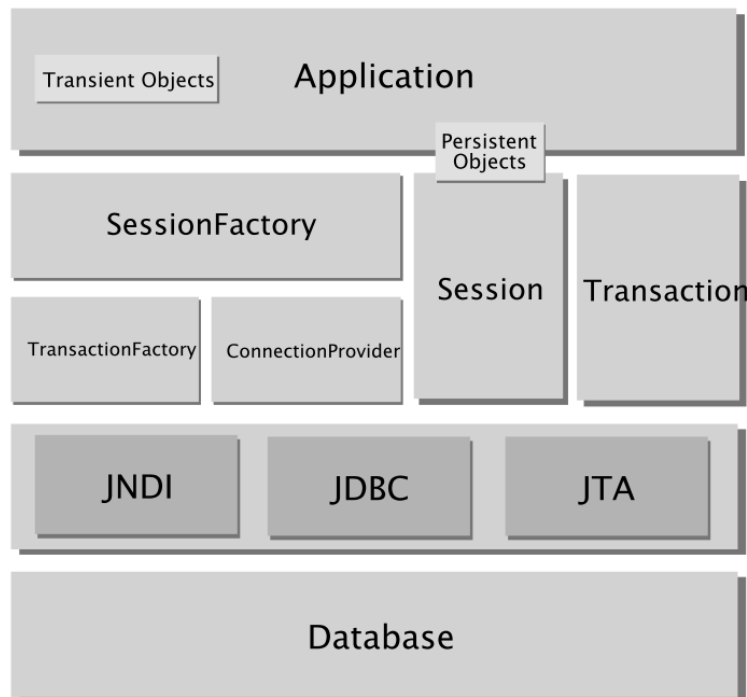 Transient Objects
Application
Persistent
Objects
SessionFactory
Session
Transaction
TransactionFactory
ConnectionProvider
JNDI
JDBC
JTA
Database